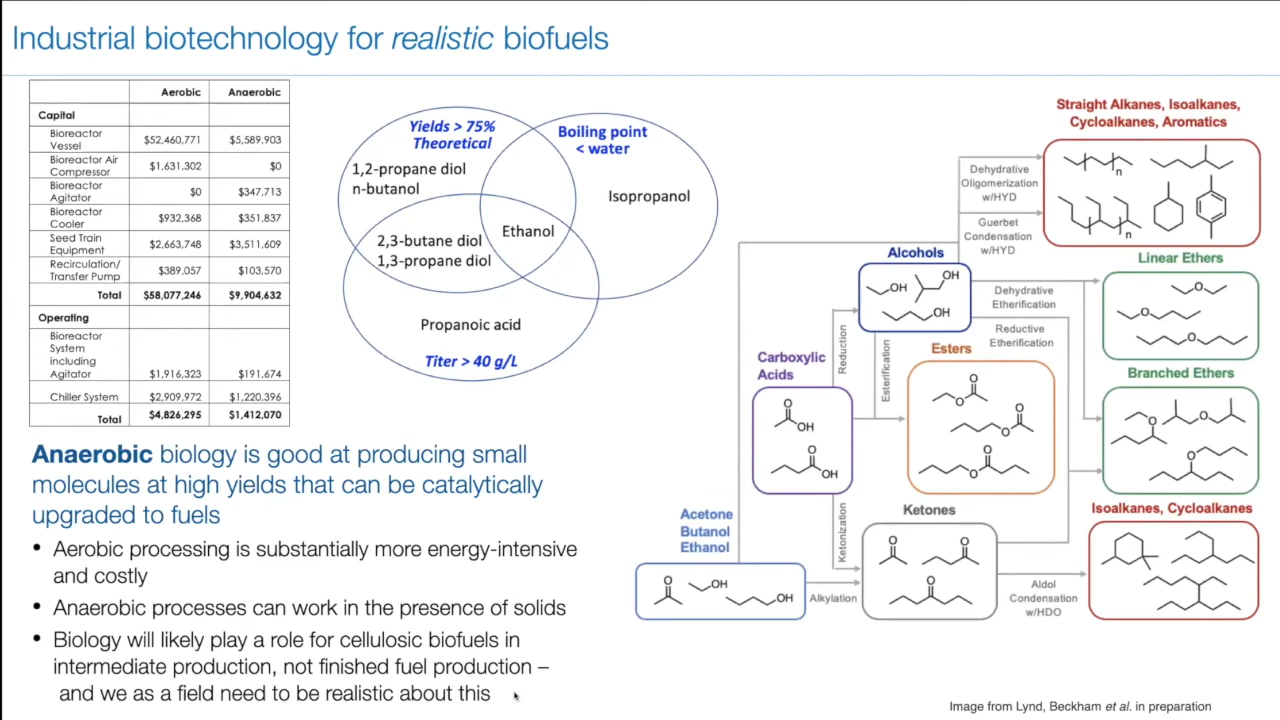 Industrial biotechnology for realistic biofuels
Aerobic Anaerobic
Capital
Bioreactor
Vessel $52,460,771 $5,589,903
Bioreactor Air
Compressor $1,631,302 $0
Bioreactor
Agitator $0 $347,713
Bioreactor
Cooler $932,368 $351,837
Seed Train
Equipment $2,663,748 $3,511,609
Recirculation/
Transfer Pump $389,057 $103,570
Total $58,077,246 $9,904,632
Operating
Bioreactor
System
including
Agitator $1,916,323 $191,674
Chiller System $2,909,972 $1,220,396
Total $4,826,295 $1,412,070
Yields > 75%
Theoretical
1,2-propane diol
n-butanol
Boiling point
< water
Isopropanol
Ethanol
2,3-butane diol
1,3-propane diol
Propanoic acid
Titer > 40 g/L
Anaerobic biology is good at producing small
molecules at high yields that can be catalytically
upgraded to fuels
• Aerobic processing is substantially more energy-intensive
and costly
• Anaerobic processes can work in the presence of solids
• Biology will likely play a role for cellulosic biofuels in
intermediate production, not finished fuel production –
and we as a field need to be realistic about this
Straight Alkanes, Isoalkanes,
Cycloalkanes, Aromatics
n
n
Dehydrative
Oligomerization
w/HYD
Guerbet
Condensation
w/HYD
Alcohols
OH
OH
OH
Linear Ethers
O
O
O
Dehydrative
Etherification
Reductive
Etherification
Reduction
Esterification
Esters
O
O
O
O
O
O
Branched Ethers
O
O
O
Carboxylic
Acids
O
OH
O
OH
Ketonization
Ketones
O
O
O
Isoalkanes, Cycloalkanes
Acetone
Butanol
Ethanol
O
OH
OH
Alkylation
Aldol
Condensation
w/HDO
Image from Lynd, Beckham et al. in preparation